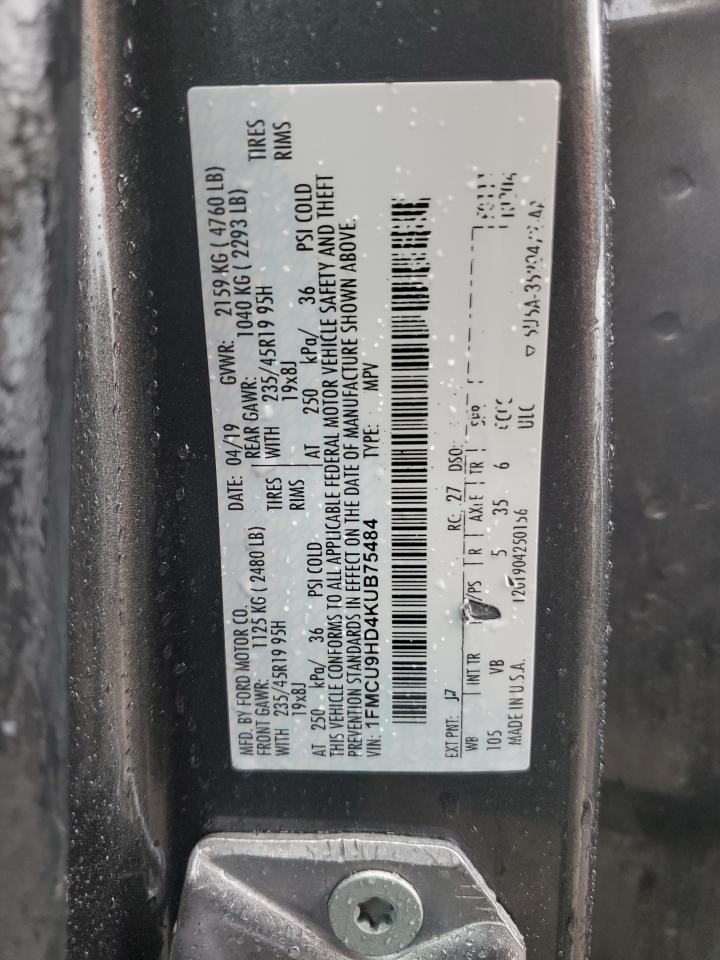 MFD. BY FORD MOTOR CO.
DATE: 04/19 GVWR: 2159 KG ( 4760 LB)
FRONT GAWR: 1125 KG ( 2480 LB)
REAR GAWR: 1040 KG ( 2293 LB)
WITH 235/45R19 95H TIRES
WITH 235/45R19 95H TIRES
19x8J RIMS
19x8J RIMS
AT 250 kPa/ 36 PSI COLD
AT 250 kPa/ 36 PSI COLD
THIS VEHICLE CONFORMS TO ALL APPLICABLE FEDERAL MOTOR VEHICLE SAFETY AND THEFT
PREVENTION STANDARDS IN EFFECT ON THE DATE OF MANUFACTURE SHOWN ABOVE.
VIN: 1FMCU9HD4KUB75484 TYPE: MPV
EXT PNT: J7 RC: 27 DSO:
WB INT TR /PS R AXLE TR SPR
105 VB 5 35 6
MADE IN U.S.A. ULC